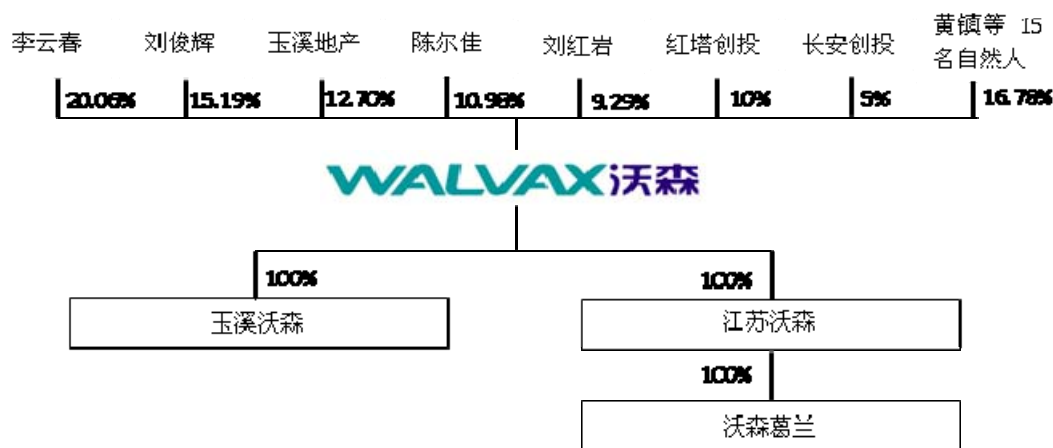 李云春 刘俊辉 玉溪地产 陈尔佳 刘红岩 红塔创投 长安创投 黄镇等 15
名自然人
20.06% 15.19% 12.70% 10.98% 9.29% 10% 5% 16.78%
WALVAX沃森
100% 100%
玉溪沃森 江苏沃森
100%
沃森葛兰